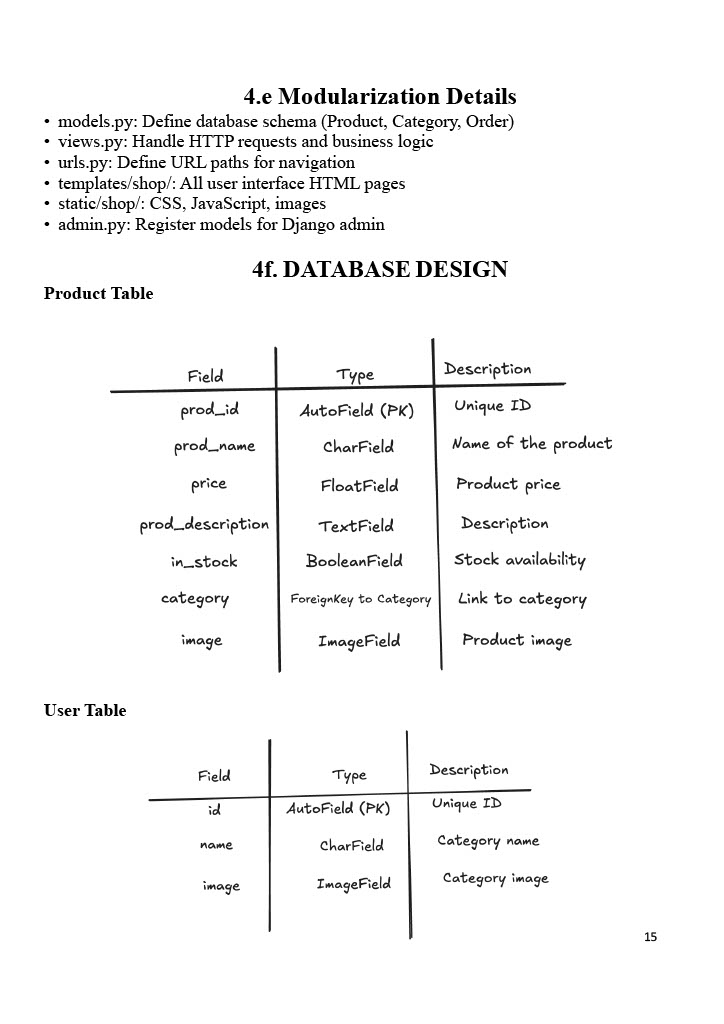 4.e Modularization Details
• models.py: Define database schema (Product, Category, Order)
• views.py: Handle HTTP requests and business logic
• urls.py: Define URL paths for navigation
• templates/shop/: All user interface HTML pages
• static/shop/: CSS, JavaScript, images
• admin.py: Register models for Django admin
4f. DATABASE DESIGN
Product Table
Field Type Description
prod_id AutoField (PK) Unique ID
prod_name CharField Name of the product
price FloatField Product price
prod_description TextField Description
in_stock BooleanField Stock availability
category ForeignKey to Category Link to category
image ImageField Product image
User Table
Field Type Description
id AutoField (PK) Unique ID
name CharField Category name
image ImageField Category image
15